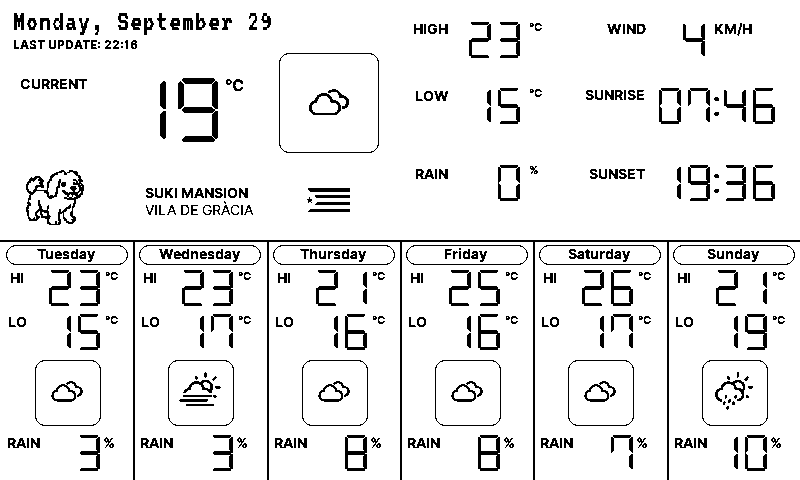 Monday, September 29
LAST UPDATE: 22:16
CURRENT 19 °C
HIGH 23 °C
WIND 4 KM/H
LOW 15 °C
SUNRISE 07:46
RAIN 0 %
SUNSET 19:36
SUKI MANSION
VILA DE GRÀCIA
Tuesday
HI 23 °C
LO 15 °C
RAIN 3 %
Wednesday
HI 23 °C
LO 17 °C
RAIN 3 %
Thursday
HI 21 °C
LO 16 °C
RAIN 8 %
Friday
HI 25 °C
LO 16 °C
RAIN 8 %
Saturday
HI 26 °C
LO 17 °C
RAIN 7 %
Sunday
HI 21 °C
LO 19 °C
RAIN 10 %